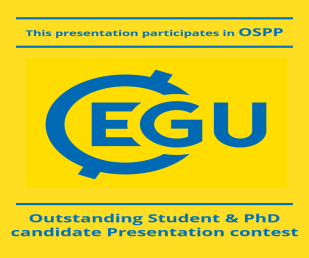 This presentation participates in OSPP
EGU
Outstanding Student & PhD
candidate Presentation contest